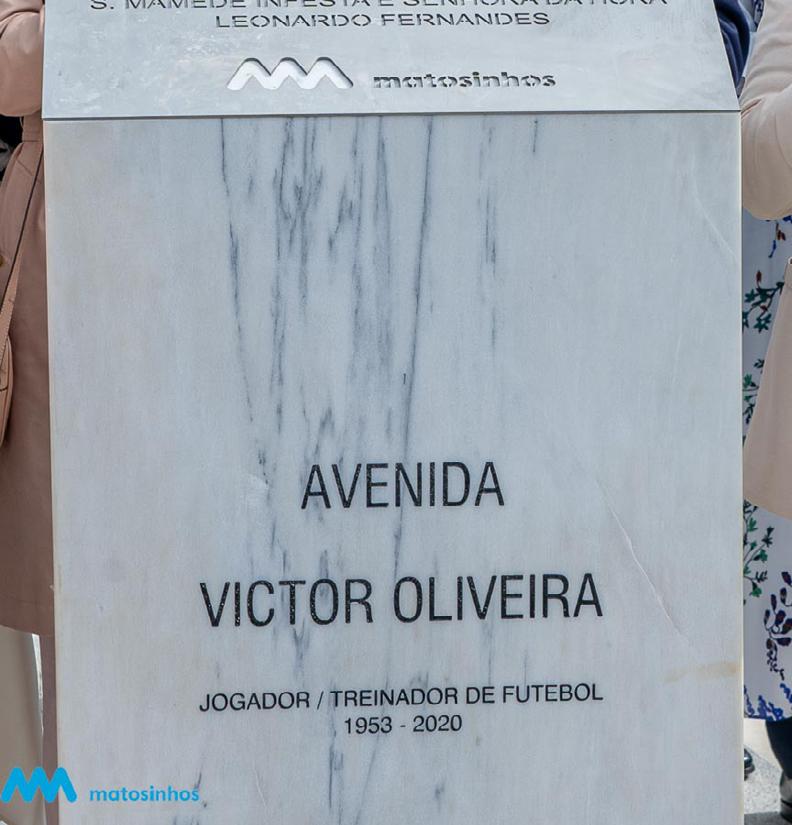 S. MAMEDE INFESTA E SENHORA DA HORA
LEONARDO FERNANDES
matosinhos
AVENIDA
VICTOR OLIVEIRA
JOGADOR / TREINADOR DE FUTEBOL
1953 - 2020
matosinhos